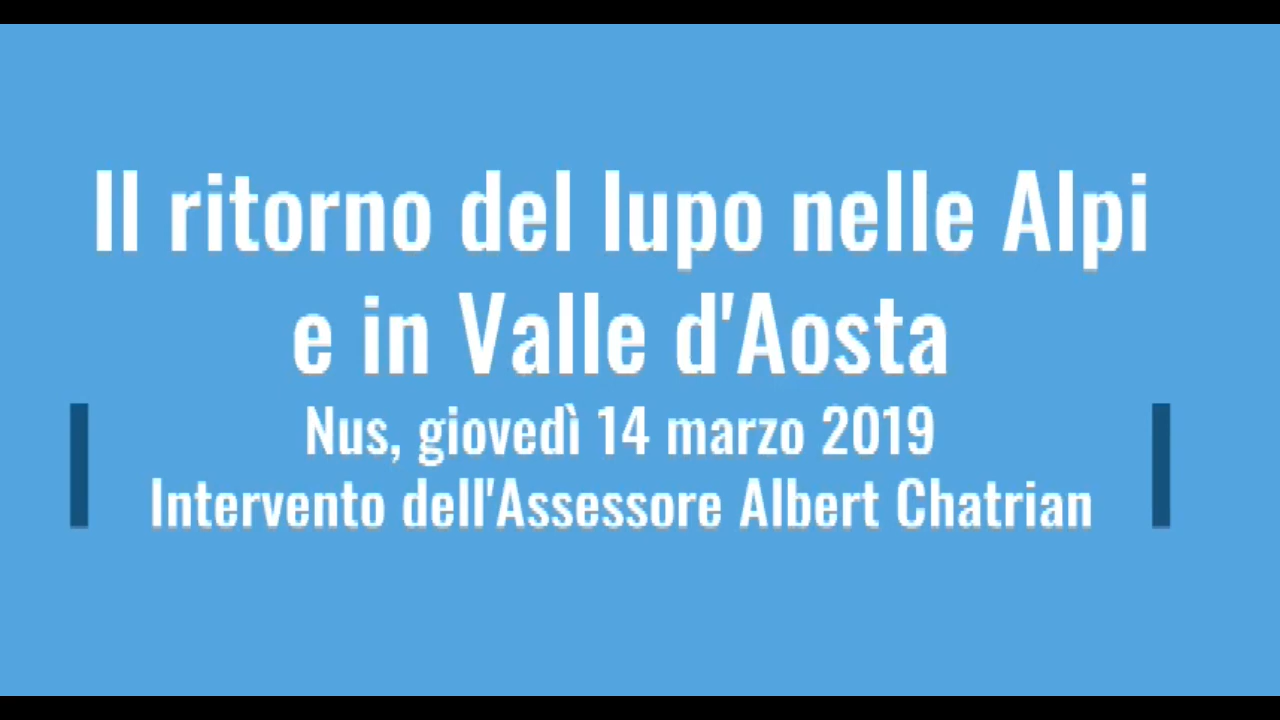 Il ritorno del lupo nelle Alpi
e in Valle d'Aosta
Nus, giovedì 14 marzo 2019
Intervento dell'Assessore Albert Chatrian